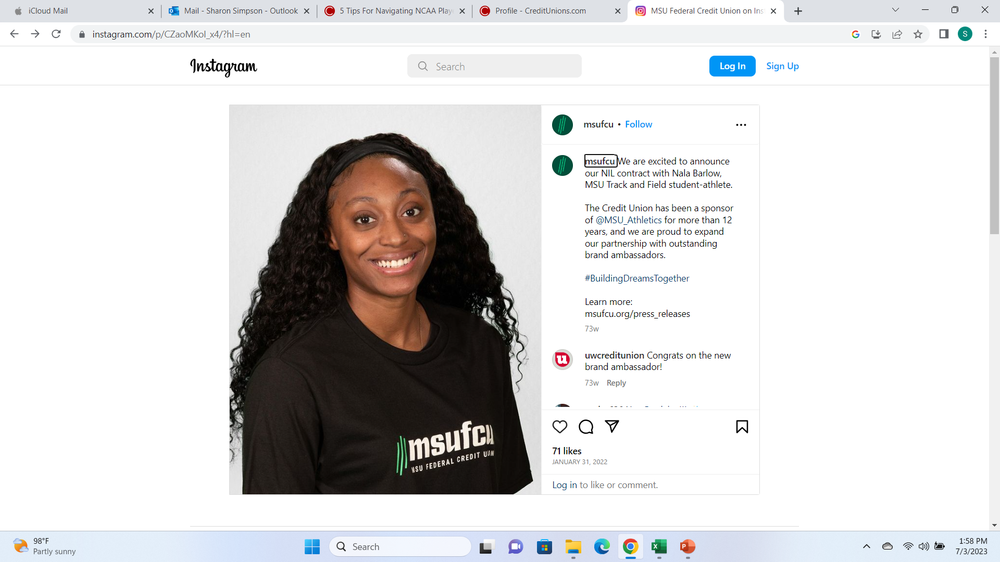 iCloud Mail
Mail - Sharon Simpson - Outlook
5 Tips For Navigating NCAA Play
Profile - CreditUnions.com
MSU Federal Credit Union on Ins
instagram.com/p/CZaoMKoI_x4/?hl=en
S
Instagram
Search
Log In
Sign Up
msufcu • Follow
msufcu We are excited to announce
our NIL contract with Nala Barlow,
MSU Track and Field student-athlete.
The Credit Union has been a sponsor
of @MSU_Athletics for more than 12
years, and we are proud to expand
our partnership with outstanding
brand ambassadors.
#BuildingDreamsTogether
Learn more:
msufcu.org/press_releases
73w
uwcreditunion Congrats on the new
brand ambassador!
73w Reply
msufcu
MSU FEDERAL CREDIT UNION
71 likes
JANUARY 31, 2022
Log in to like or comment.
98°F
Partly sunny
Search
1:58 PM
7/3/2023